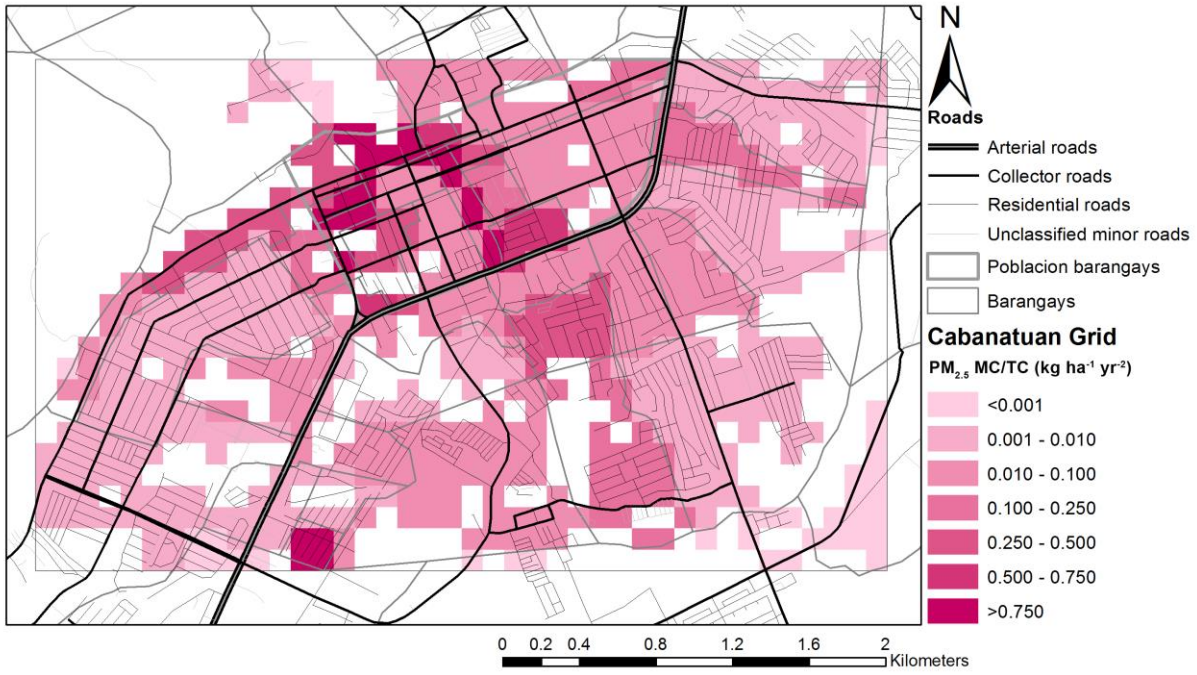 N
Roads
Arterial roads
Collector roads
Residential roads
Unclassified minor roads
Poblacion barangays
Barangays
Cabanatuan Grid
PM2.5 MC/TC (kg ha-1 yr-2)
<0.001
0.001 - 0.010
0.010 - 0.100
0.100 - 0.250
0.250 - 0.500
0.500 - 0.750
>0.750
0 0.2 0.4 0.8 1.2 1.6 2
Kilometers